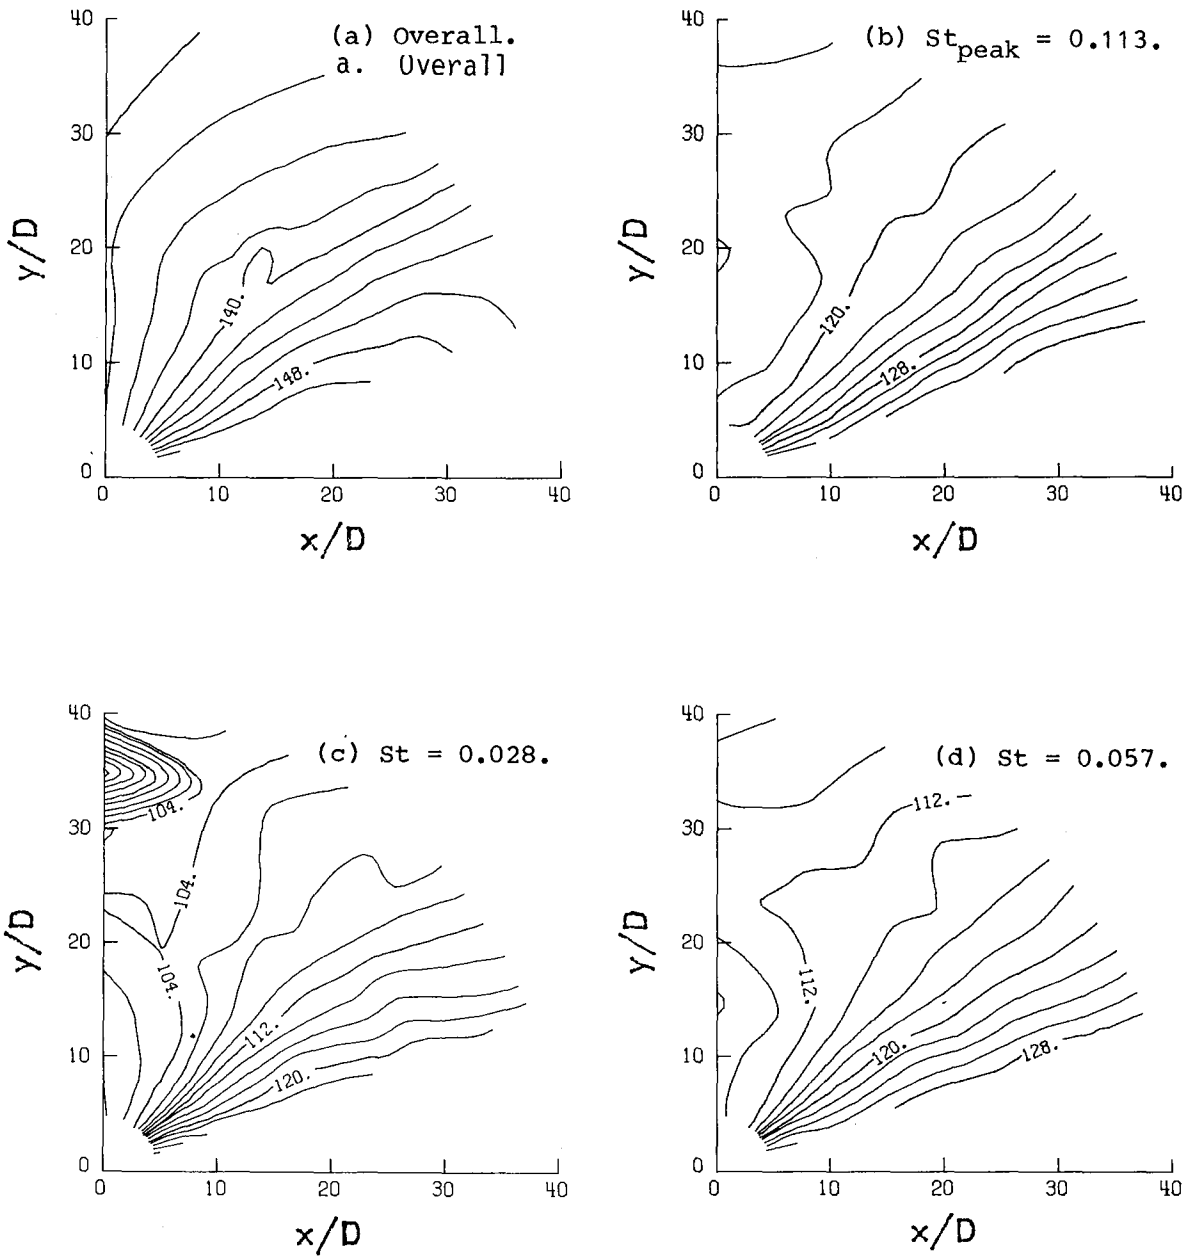 (a) Overall.
a. Overall
40
30
20
10
0
y/D
140.
148.
0 10 20 30 40
x/D
(b) St_peak = 0.113.
40
30
20
10
0
y/D
120.
128.
0 10 20 30 40
x/D
(c) St = 0.028.
40
30
20
10
0
y/D
104.
104.
104.
112.
120.
0 10 20 30 40
x/D
(d) St = 0.057.
40
30
20
10
0
y/D
112.
112.
120.
128.
0 10 20 30 40
x/D